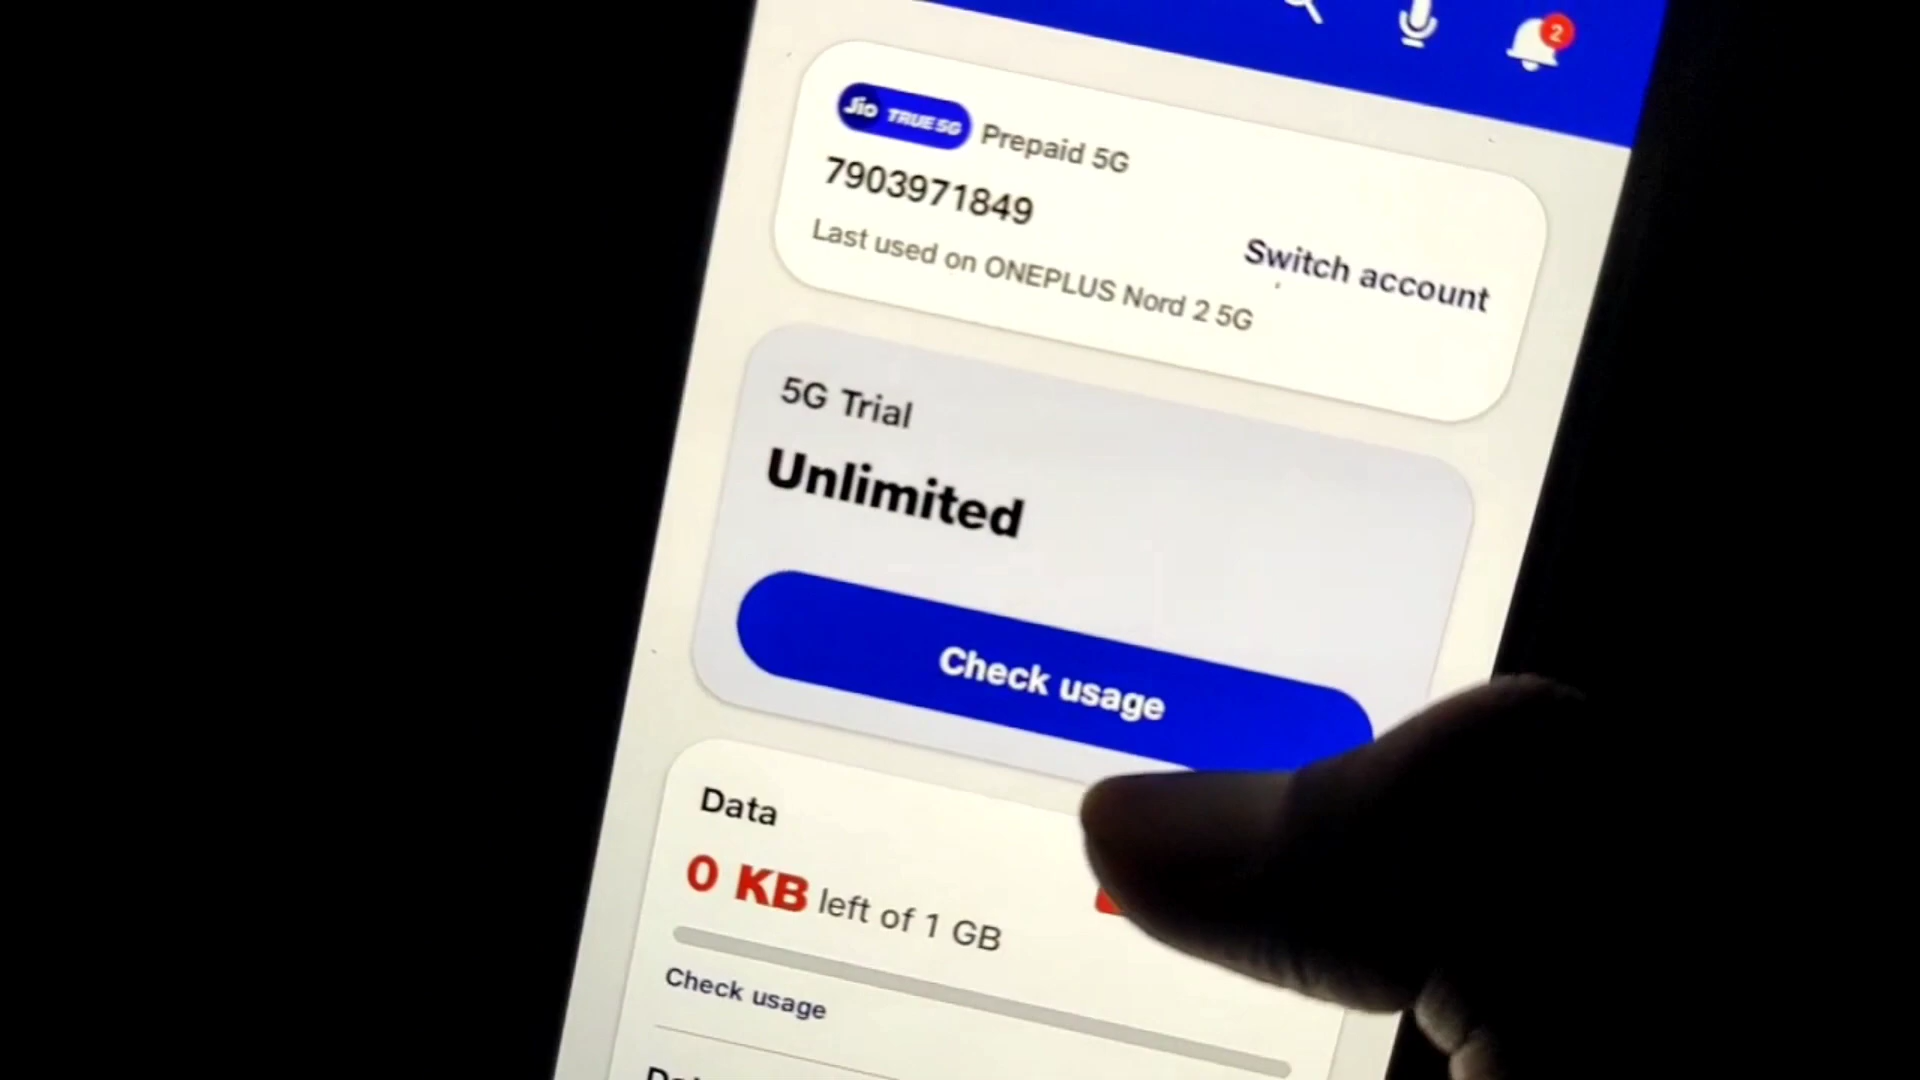 2
Jio TRUE 5G Prepaid 5G
7903971849
Last used on ONEPLUS Nord 2 5G
Switch account
5G Trial
Unlimited
Check usage
Data
0 KB left of 1 GB
Check usage